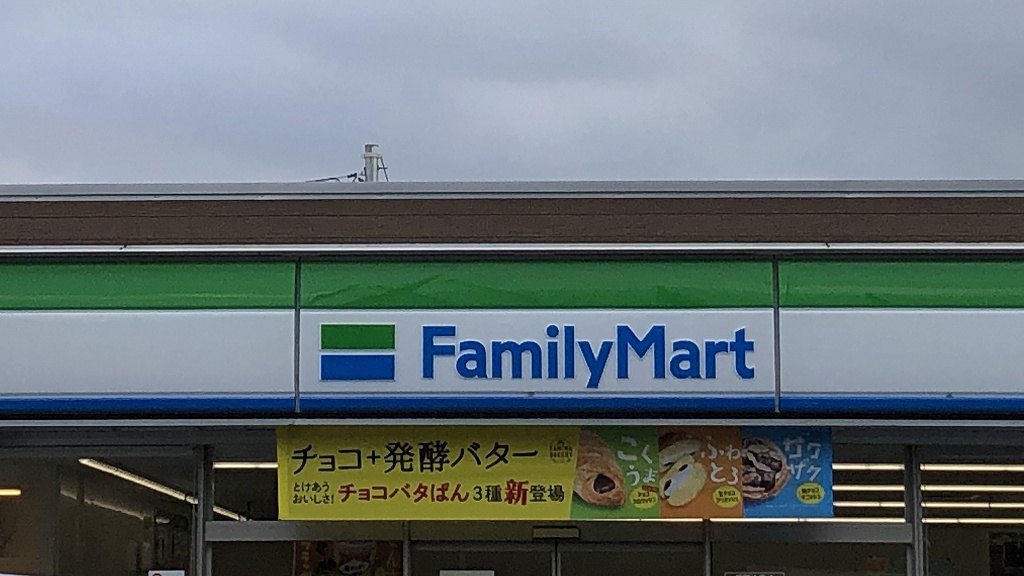 FamilyMart
チョコ+発酵バター
とけあう
おいしさ!
チョコバタぱん3種新登場
こく
うま
ふわ
とろ
ザク
ザク